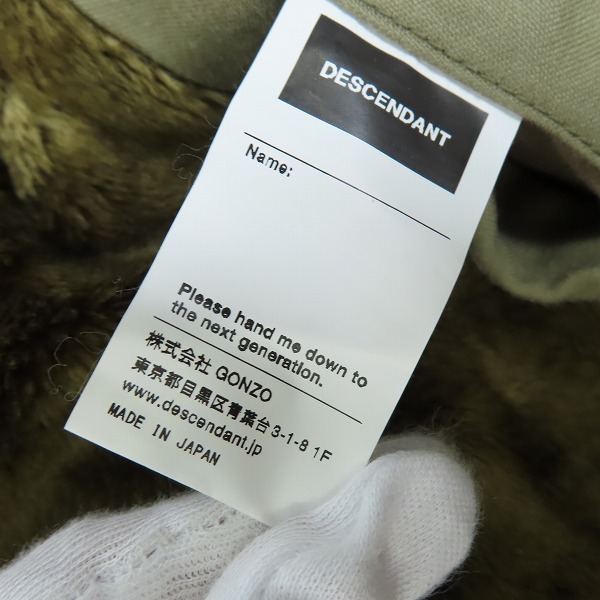 DESCENDANT
Name:
Please hand me down to
the next generation.
株式会社 GONZO
東京都目黒区青葉台3-1-8 1F
www.descendant.jp
MADE IN JAPAN